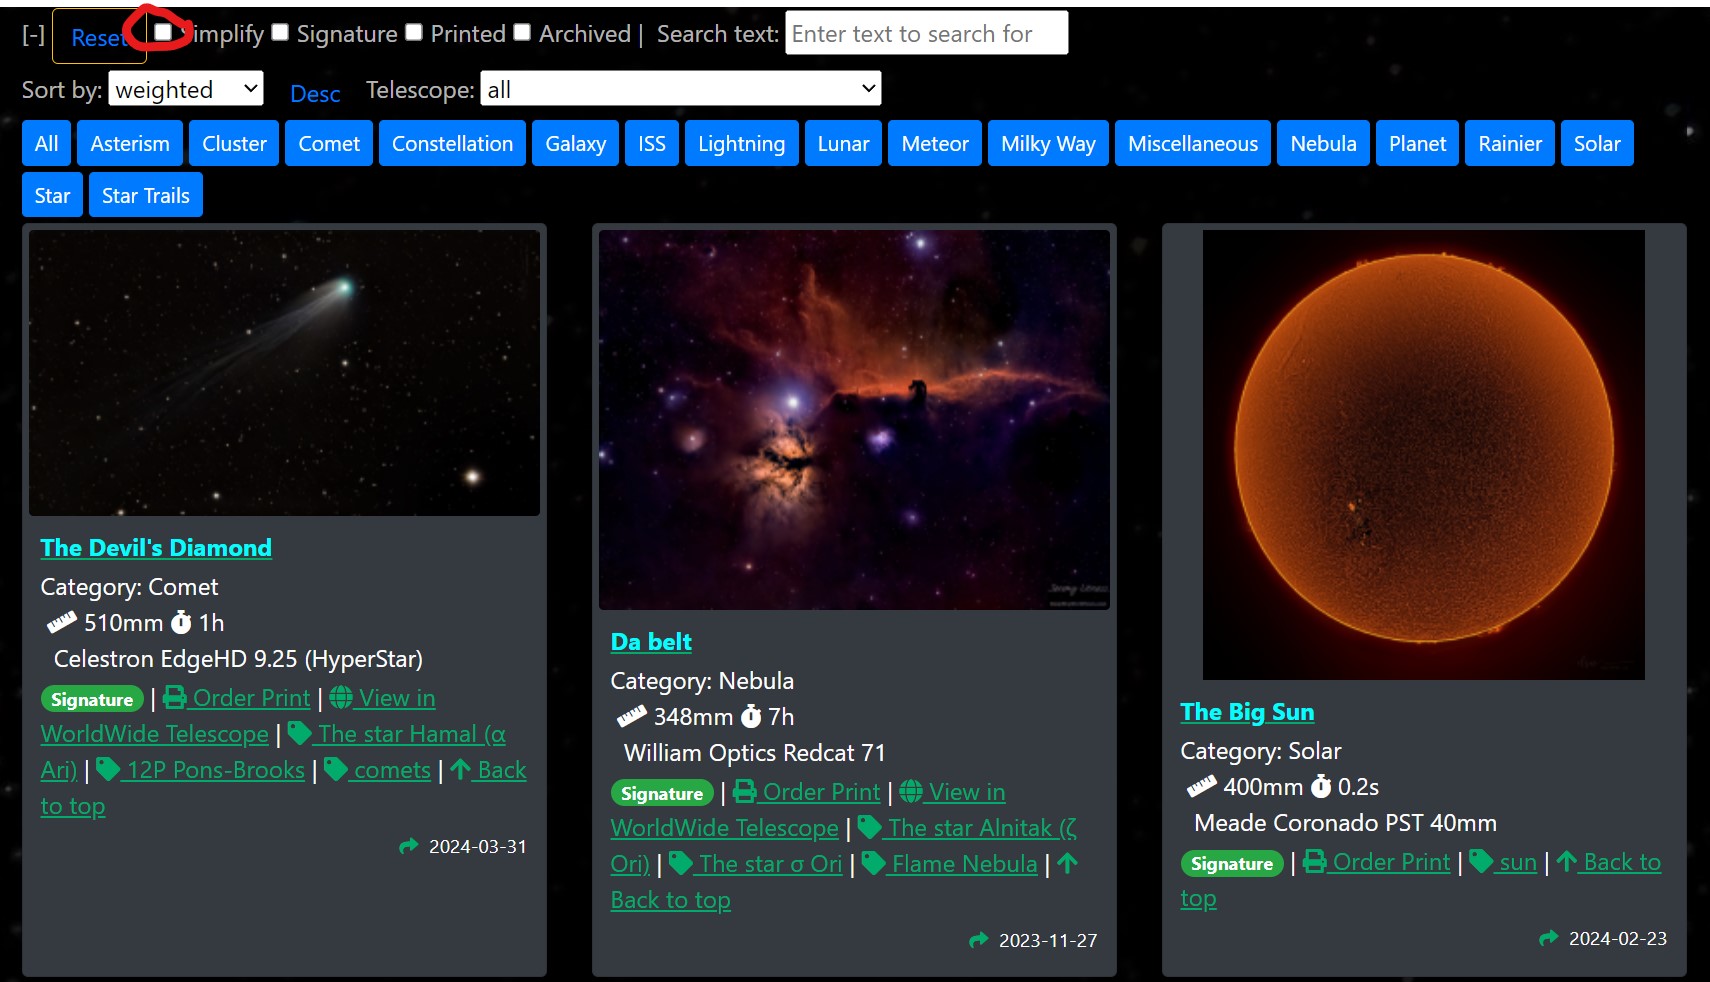 [-] Reset Simplify Signature Printed Archived | Search text: Enter text to search for
Sort by: weighted Desc Telescope: all
All Asterism Cluster Comet Constellation Galaxy ISS Lightning Lunar Meteor Milky Way Miscellaneous Nebula Planet Rainier Solar
Star Star Trails
The Devil's Diamond
Category: Comet
510mm 1h
Celestron EdgeHD 9.25 (HyperStar)
Signature | Order Print | View in
WorldWide Telescope | The star Hamal (α
Ari) | 12P Pons-Brooks | comets | Back
to top
2024-03-31
Da belt
Category: Nebula
348mm 7h
William Optics Redcat 71
Signature | Order Print | View in
WorldWide Telescope | The star Alnitak (ζ
Ori) | The star σ Ori | Flame Nebula |
Back to top
2023-11-27
The Big Sun
Category: Solar
400mm 0.2s
Meade Coronado PST 40mm
Signature | Order Print | sun | Back to
top
2024-02-23